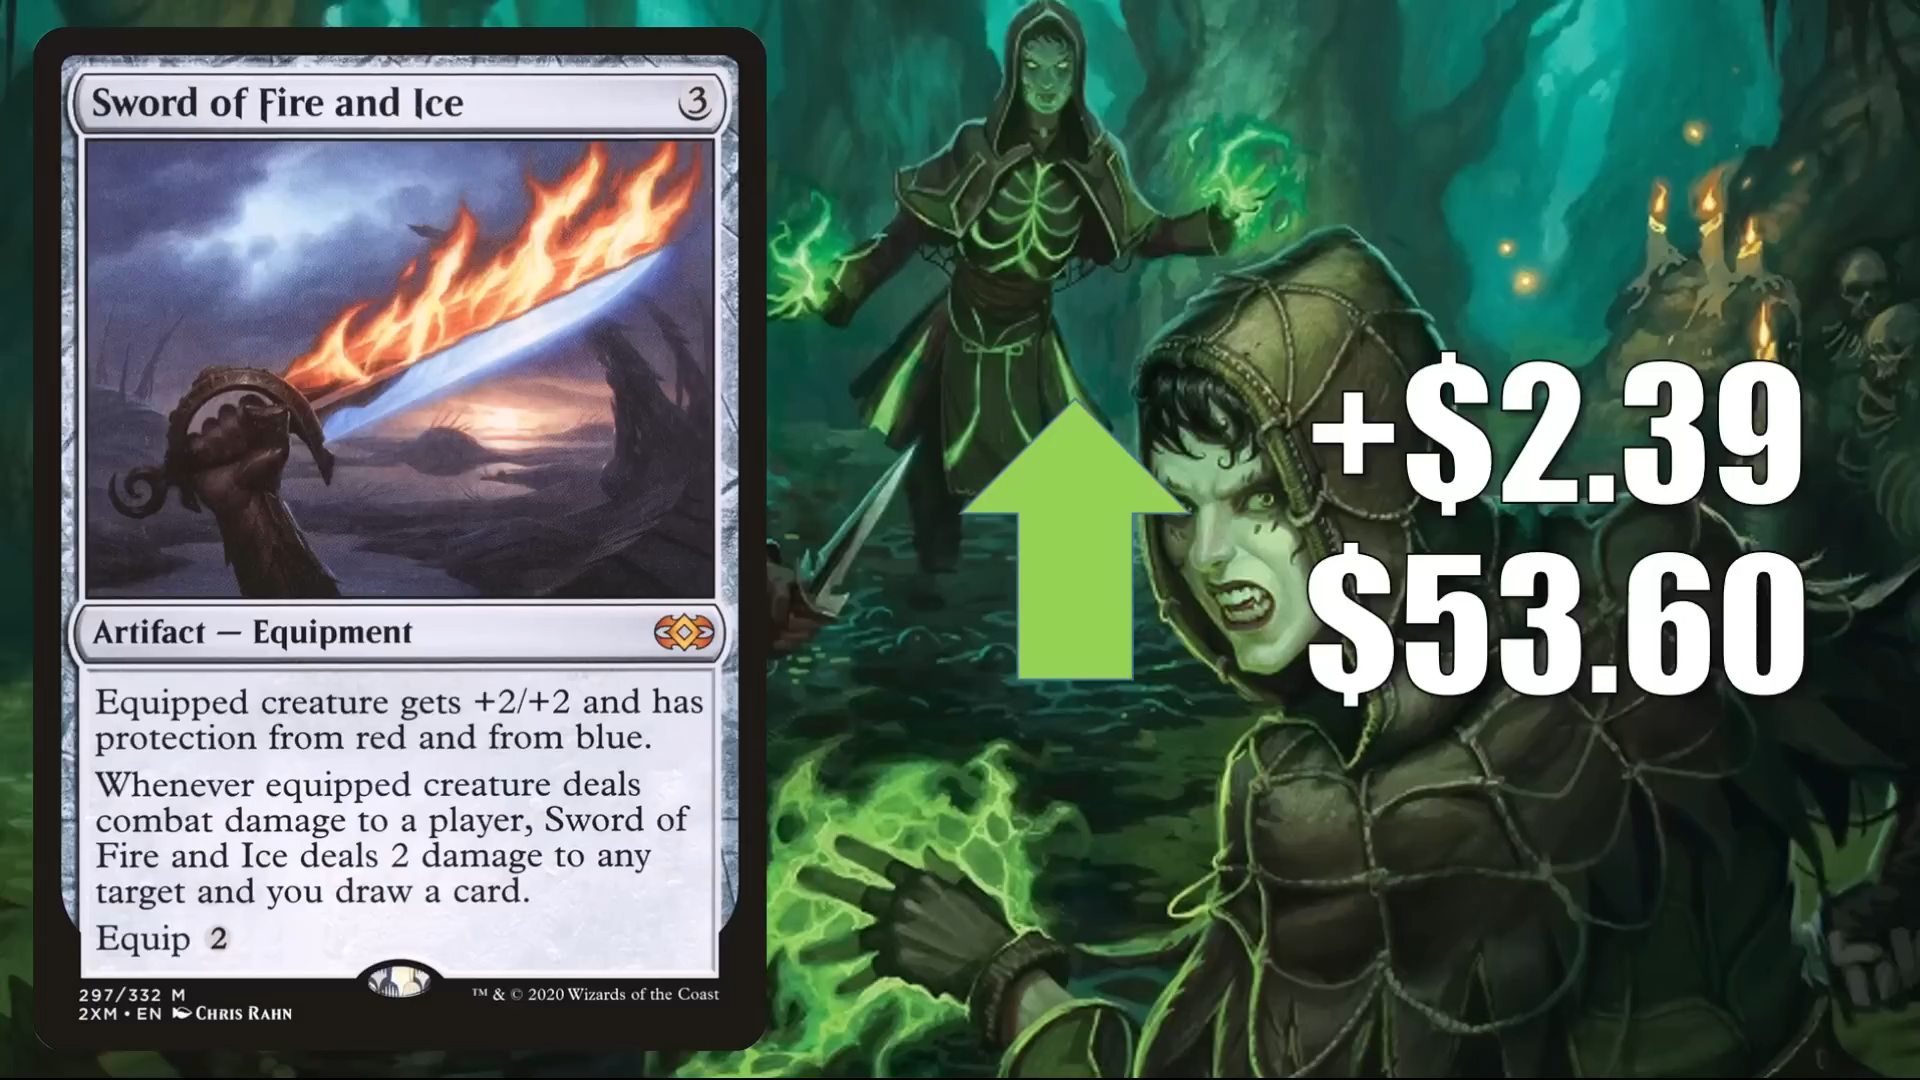 Sword of Fire and Ice 3
Artifact — Equipment
Equipped creature gets +2/+2 and has
protection from red and from blue.
Whenever equipped creature deals
combat damage to a player, Sword of
Fire and Ice deals 2 damage to any
target and you draw a card.
Equip 2
297/332 M
2XM • EN Chris Rahn
™ & © 2020 Wizards of the Coast
+$2.39
$53.60